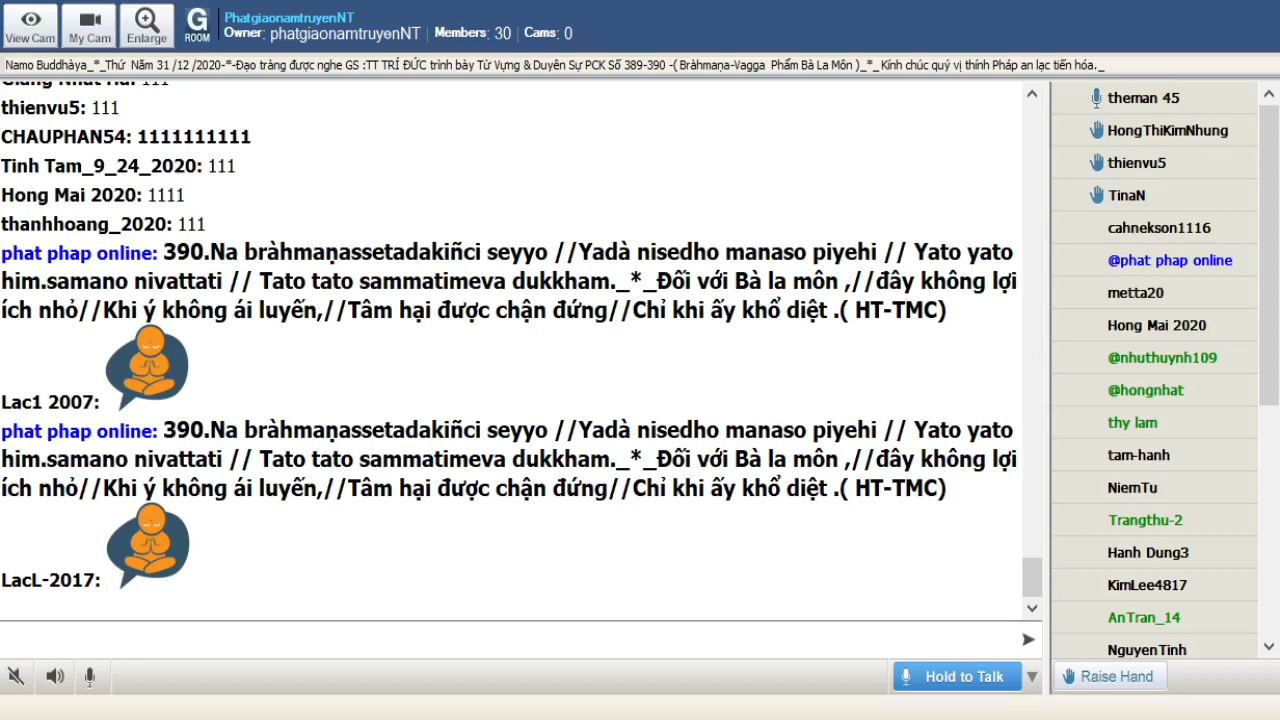 View Cam
My Cam
Enlarge
G
ROOM
PhatgiaonamtruyenNT
Owner: phatgiaonamtruyenNT | Members: 30 | Cams: 0
Namo Buddhàya_*_Thứ Năm 31 /12 /2020-*-Đạo tràng được nghe GS :TT TRÍ ĐỨC trình bày Từ Vựng & Duyên Sự PCK Số 389-390 -( Bràhmaṇa-Vagga Phẩm Bà La Môn )_*_ Kính chúc quý vị thính Pháp an lạc tiến hóa._
thienvu5: 111
CHAUPHAN54: 1111111111
Tinh Tam_9_24_2020: 111
Hong Mai 2020: 1111
thanhhoang_2020: 111
phat phap online: 390.Na bràhmaṇassetadakiñci seyyo //Yadà nisedho manaso piyehi // Yato yato
him.samano nivattati // Tato tato sammatimeva dukkham._*_Đối với Bà la môn ,//đây không lợi
ích nhỏ//Khi ý không ái luyến,//Tâm hại được chận đứng//Chỉ khi ấy khổ diệt .( HT-TMC)
Lac1 2007:
phat phap online: 390.Na bràhmaṇassetadakiñci seyyo //Yadà nisedho manaso piyehi // Yato yato
him.samano nivattati // Tato tato sammatimeva dukkham._*_Đối với Bà la môn ,//đây không lợi
ích nhỏ//Khi ý không ái luyến,//Tâm hại được chận đứng//Chỉ khi ấy khổ diệt .( HT-TMC)
LacL-2017:
Hold to Talk
theman 45
HongThiKimNhung
thienvu5
TinaN
cahnekson1116
@phat phap online
metta20
Hong Mai 2020
@nhuthuynh109
@hongnhat
thy lam
tam-hanh
NiemTu
Trangthu-2
Hanh Dung3
KimLee4817
AnTran_14
NguyenTinh
Raise Hand